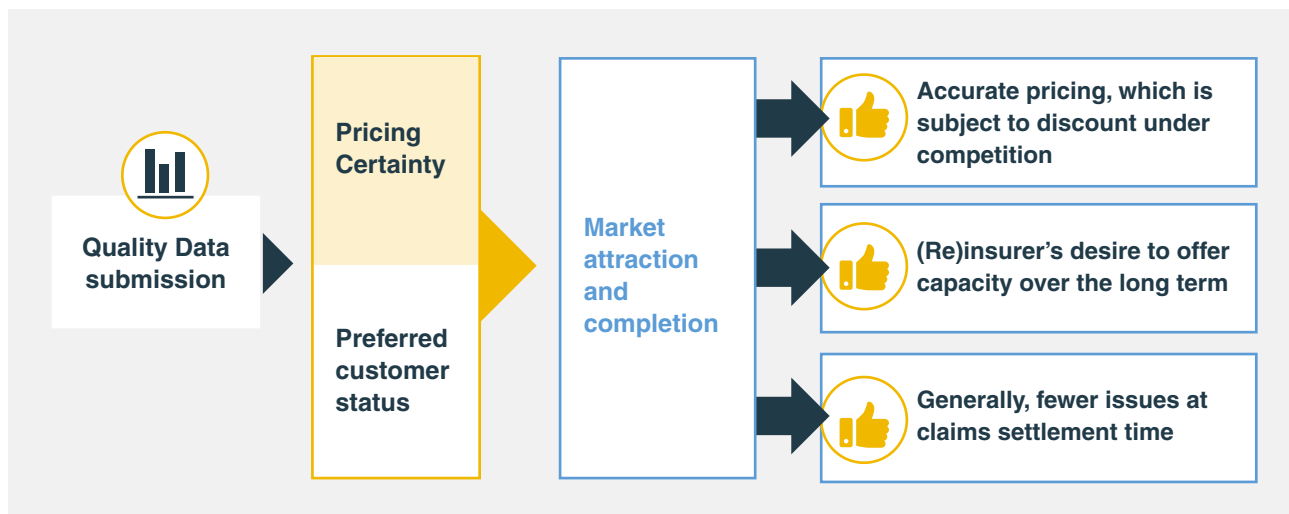 Quality Data
submission
Pricing
Certainty
Preferred
customer
status
Market
attraction
and
completion
Accurate pricing, which is
subject to discount under
competition
(Re)insurer’s desire to offer
capacity over the long term
Generally, fewer issues at
claims settlement time